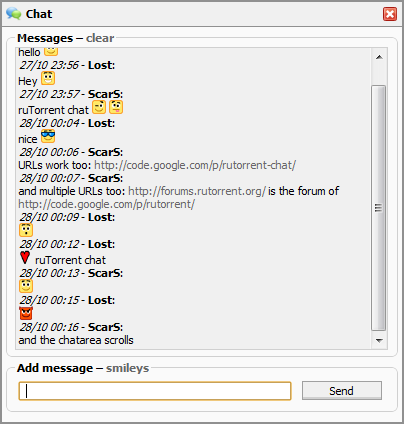 Chat
Messages – clear
hello
27/10 23:56 - Lost:
Hey
27/10 23:57 - ScarS:
ruTorrent chat
28/10 00:04 - Lost:
nice
28/10 00:06 - ScarS:
URLs work too: http://code.google.com/p/rutorrent-chat/
28/10 00:07 - ScarS:
and multiple URLs too: http://forums.rutorrent.org/ is the forum of
http://code.google.com/p/rutorrent/
28/10 00:09 - Lost:
28/10 00:12 - Lost:
ruTorrent chat
28/10 00:13 - ScarS:
28/10 00:15 - Lost:
28/10 00:16 - ScarS:
and the chatarea scrolls
Add message – smileys
Send